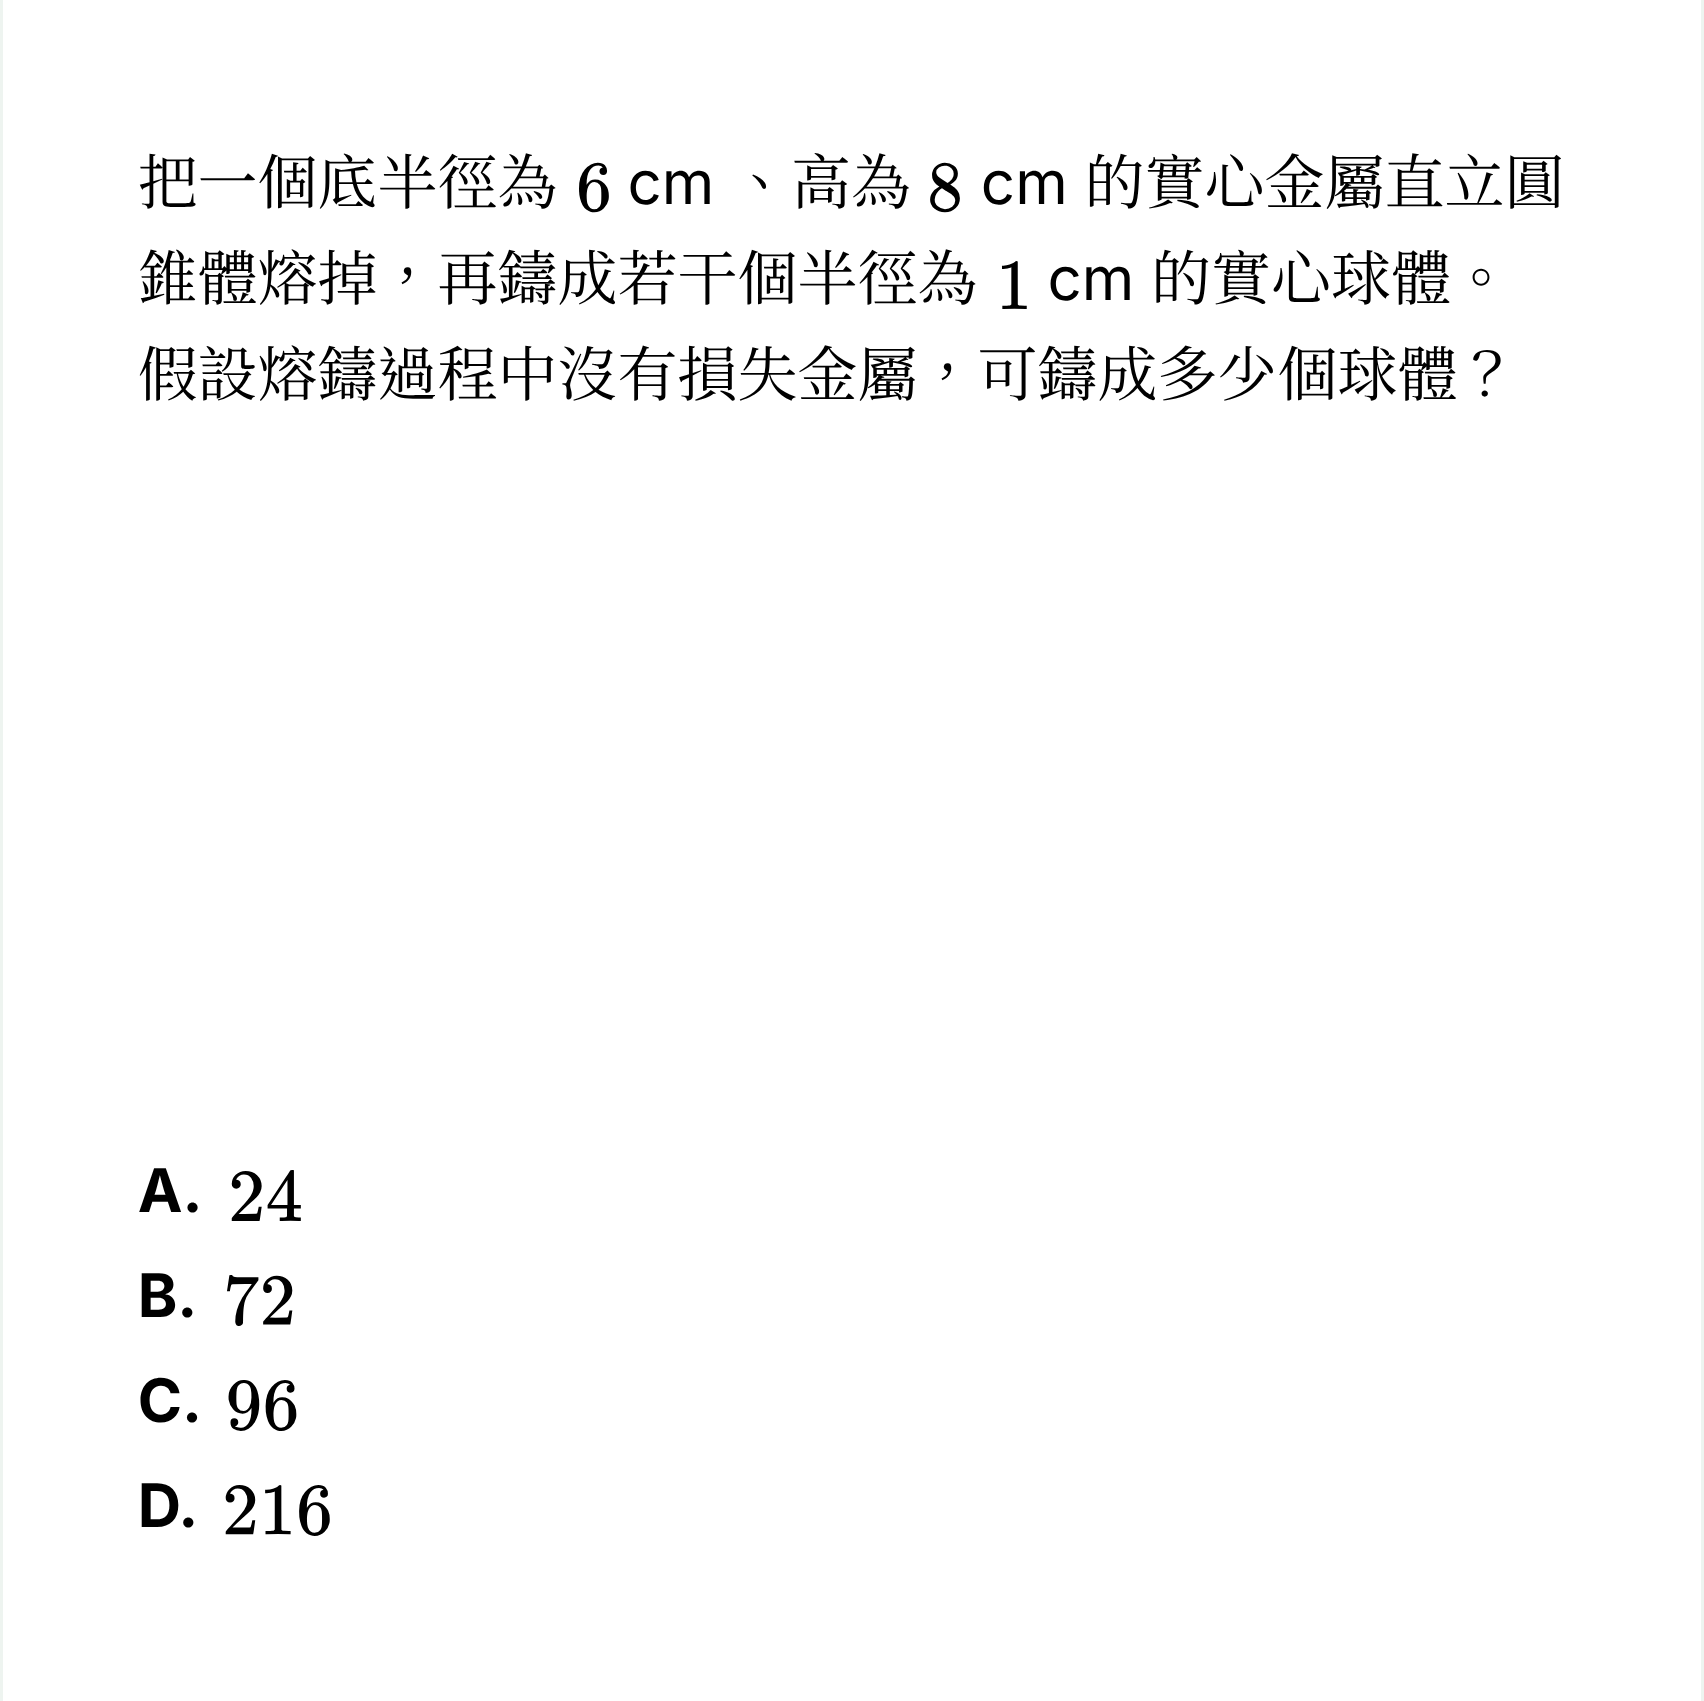 把一個底半徑為 6 cm 、高為 8 cm 的實心金屬直立圓
錐體熔掉，再鑄成若干個半徑為 1 cm 的實心球體。
假設熔鑄過程中沒有損失金屬，可鑄成多少個球體？
A. 24
B. 72
C. 96
D. 216